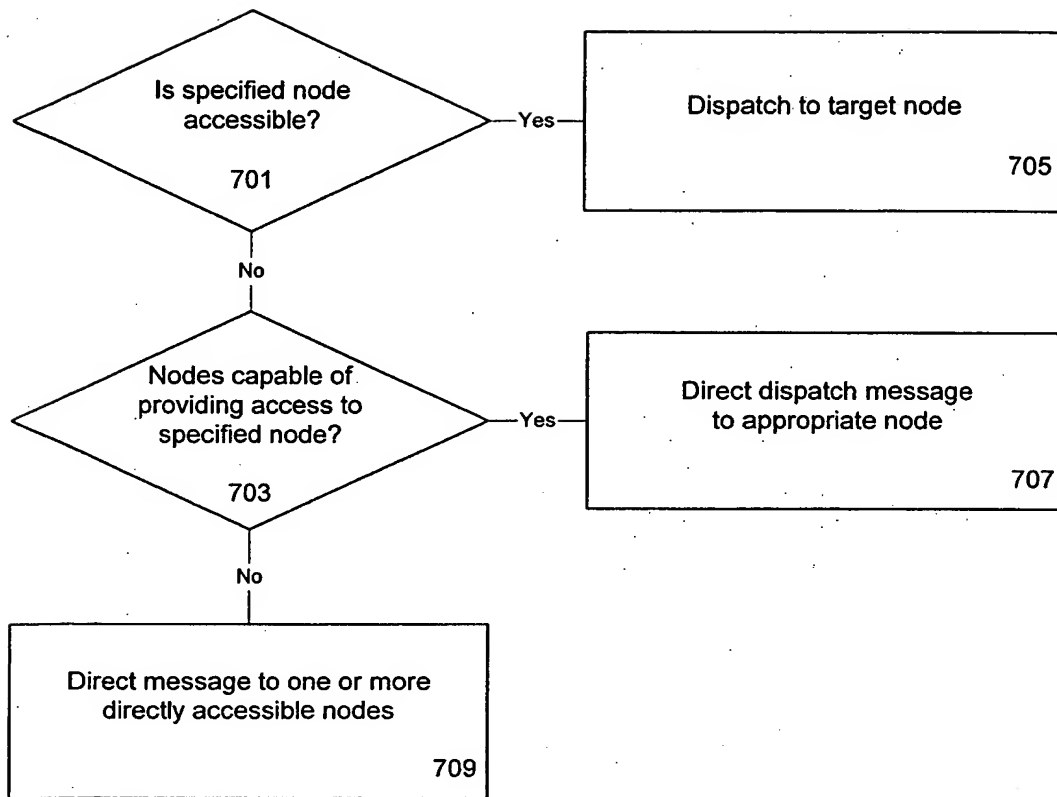 Is specified node
accessible?
701
Yes
Dispatch to target node
705
No
Nodes capable of
providing access to
specified node?
703
Yes
Direct dispatch message
to appropriate node
707
No
Direct message to one or more
directly accessible nodes
709